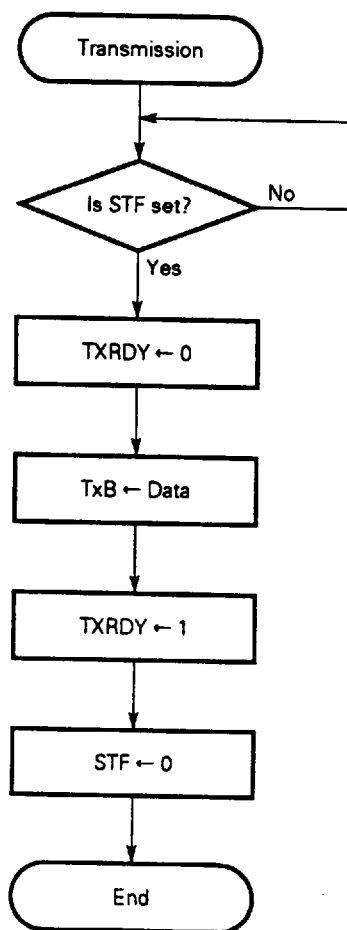 Transmission
Is STF set?
No
Yes
TXRDY ← 0
TxB ← Data
TXRDY ← 1
STF ← 0
End